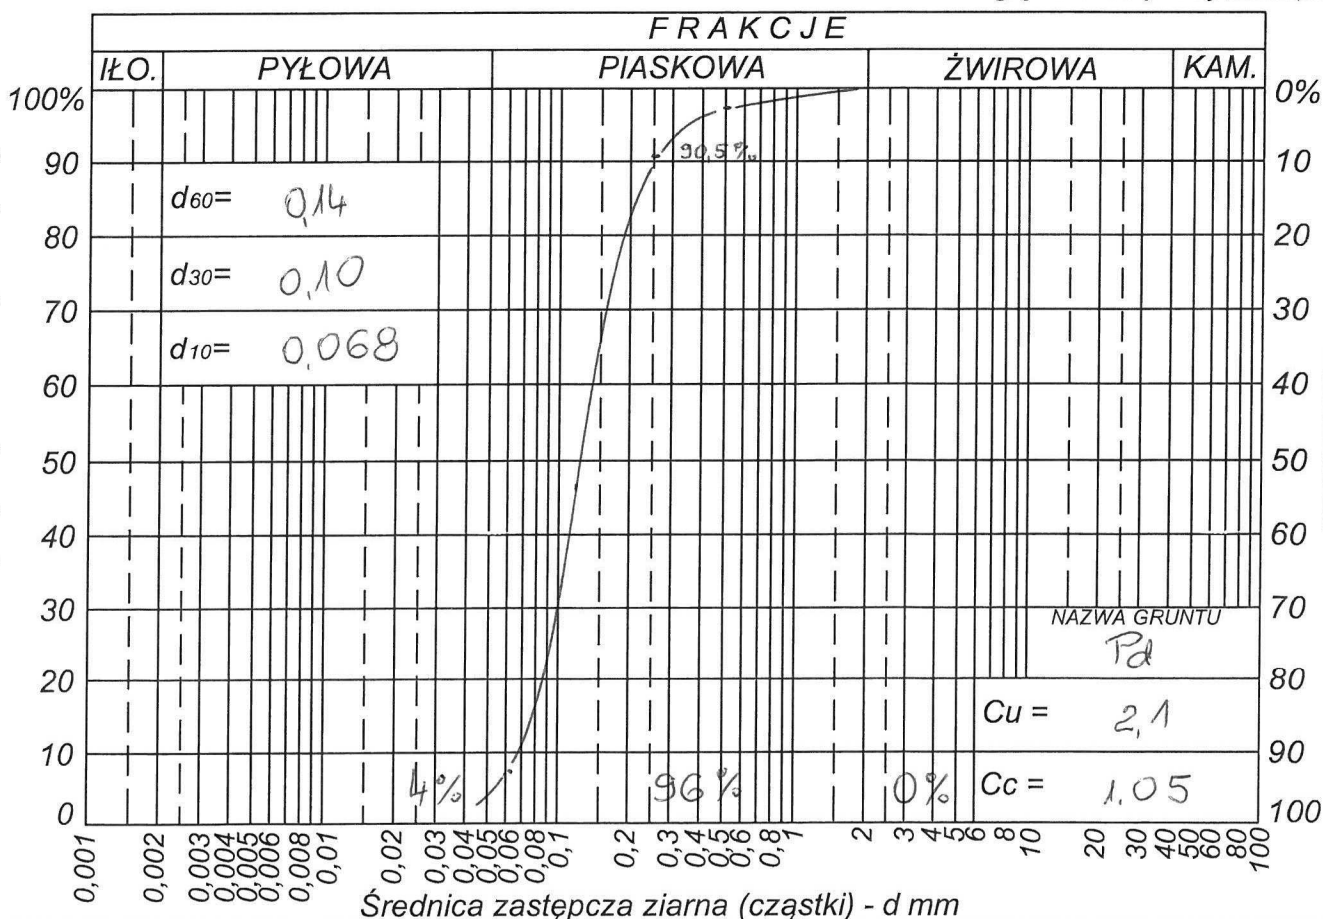 FRAKCJE
IŁO. PYŁOWA PIASKOWA ŻWIROWA KAM.
100% 0%
90,5%
90 10
d60= 0,14
80 20
d30= 0,10
70 30
d10= 0,068
60 40
50 50
40 60
30 70
NAZWA GRUNTU
Pd
20 80
Cu = 2,1
10 90
4% 96% 0% Cc = 1.05
0 100
0,001 0,002 0,003 0,004 0,005 0,006 0,008 0,01 0,02 0,03 0,04 0,05 0,06 0,08 0,1 0,2 0,3 0,4 0,5 0,6 0,8 1 2 3 4 5 6 8 10 20 30 40 50 60 80 100
Średnica zastępcza ziarna (cząstki) - d mm